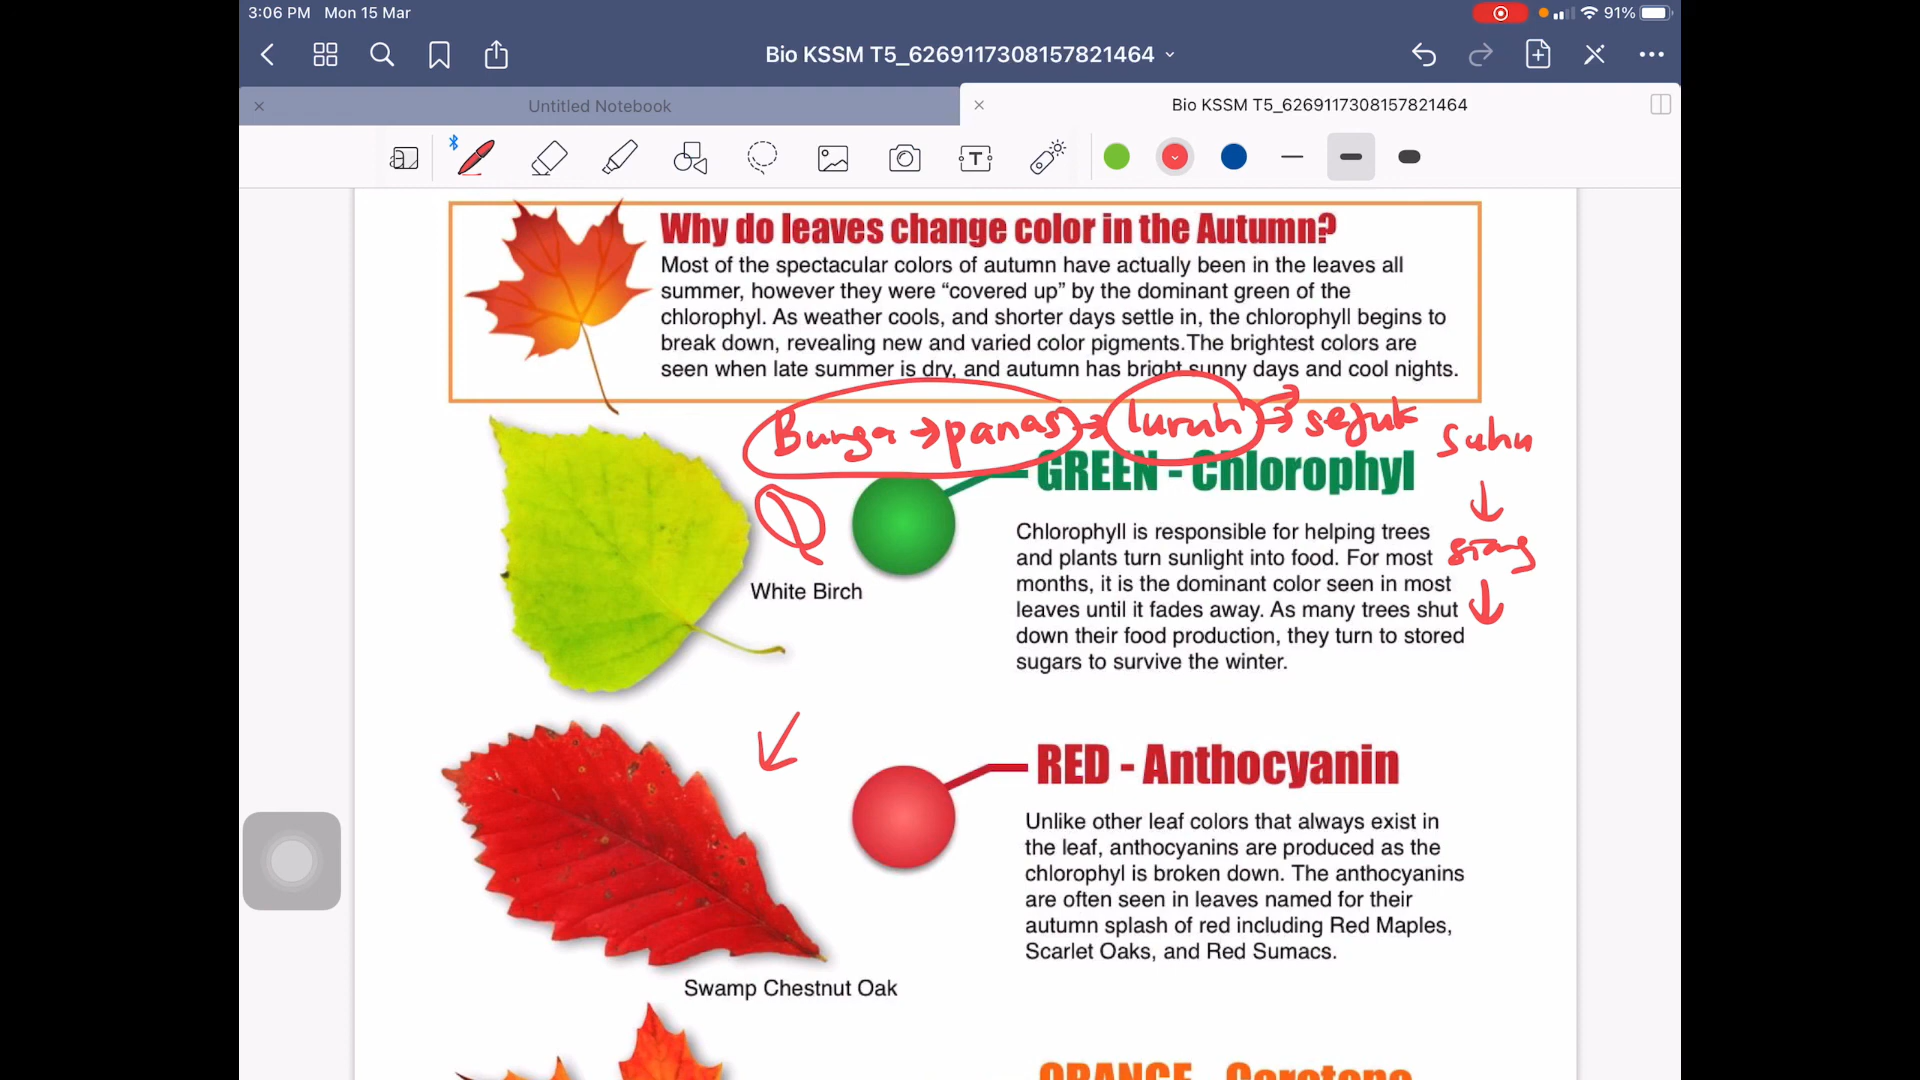 3:06 PM Mon 15 Mar
91%
Bio KSSM T5_6269117308157821464
Untitled Notebook
Bio KSSM T5_6269117308157821464
T
Why do leaves change color in the Autumn?
Most of the spectacular colors of autumn have actually been in the leaves all
summer, however they were “covered up” by the dominant green of the
chlorophyl. As weather cools, and shorter days settle in, the chlorophyll begins to
break down, revealing new and varied color pigments.The brightest colors are
seen when late summer is dry, and autumn has bright sunny days and cool nights.
Bunga → panas → luruh → sejuk
suhu
↓
siang
↓
GREEN - Chlorophyl
Chlorophyll is responsible for helping trees
and plants turn sunlight into food. For most
months, it is the dominant color seen in most
leaves until it fades away. As many trees shut
down their food production, they turn to stored
sugars to survive the winter.
White Birch
RED - Anthocyanin
Unlike other leaf colors that always exist in
the leaf, anthocyanins are produced as the
chlorophyl is broken down. The anthocyanins
are often seen in leaves named for their
autumn splash of red including Red Maples,
Scarlet Oaks, and Red Sumacs.
Swamp Chestnut Oak
ORANGE - Carotene